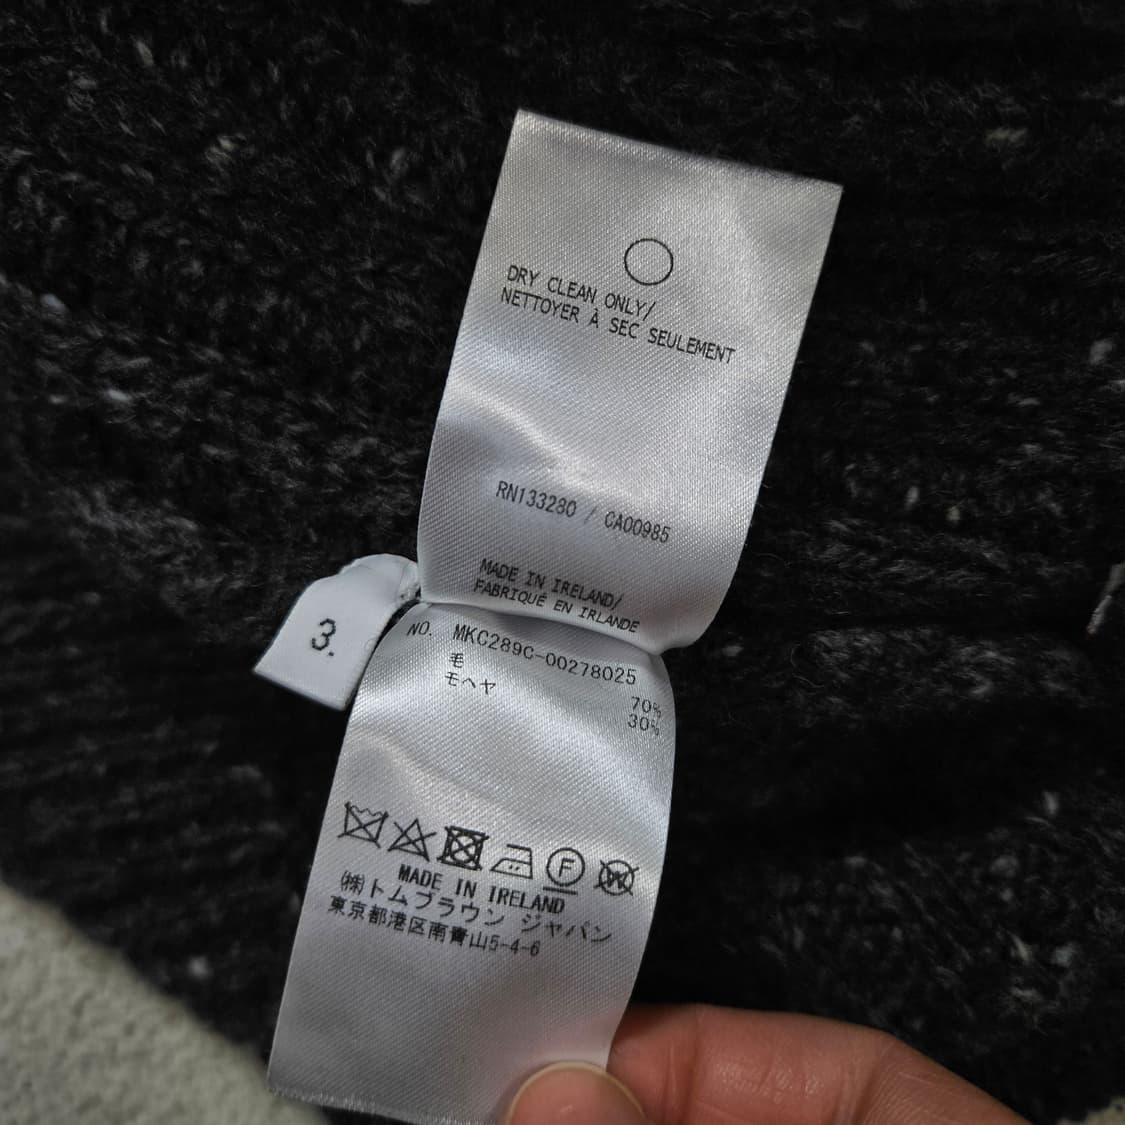 DRY CLEAN ONLY/
NETTOYER À SEC SEULEMENT
RN133280 / CA00985
MADE IN IRELAND/
FABRIQUÉ EN IRLANDE
3.
NO. MKC289C-00278025
毛 70%
モヘヤ 30%
F
W
MADE IN IRELAND
(株)トムブラウン ジャパン
東京都港区南青山5-4-6